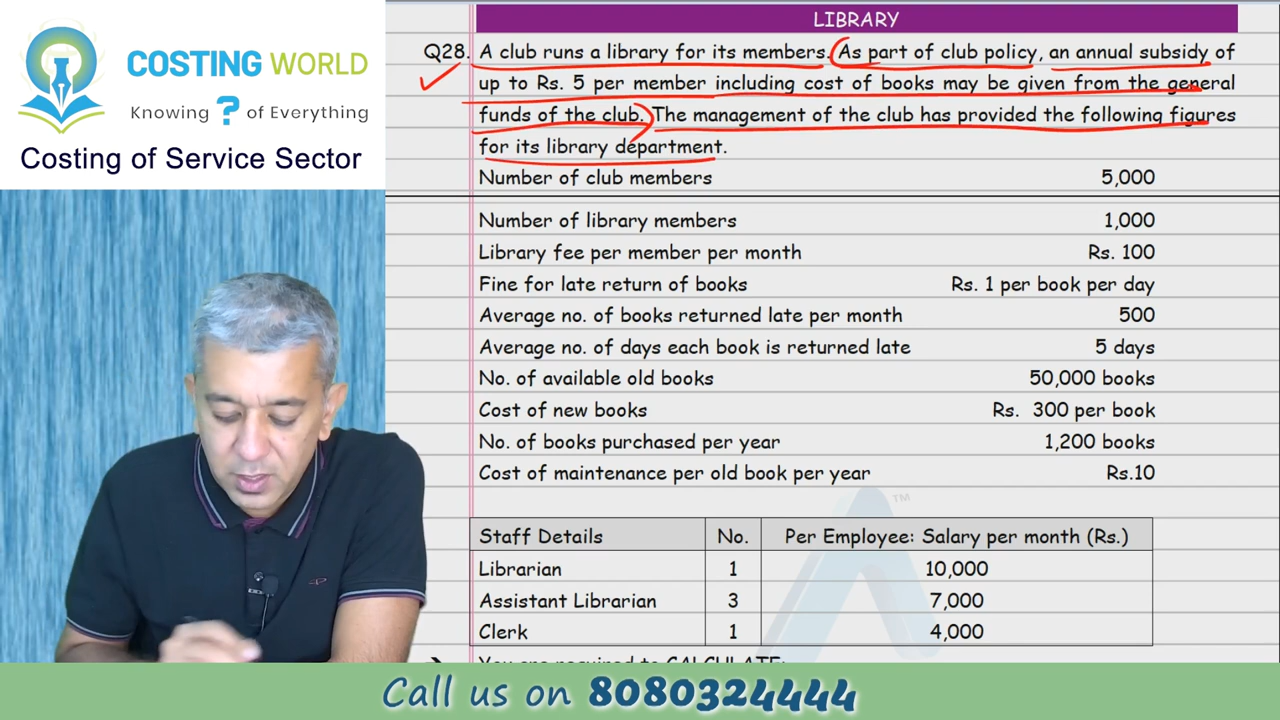 COSTING WORLD
Knowing ? of Everything
Costing of Service Sector
LIBRARY
Q28. A club runs a library for its members. As part of club policy, an annual subsidy of
up to Rs. 5 per member including cost of books may be given from the general
funds of the club. The management of the club has provided the following figures
for its library department.
Number of club members 5,000
Number of library members 1,000
Library fee per member per month Rs. 100
Fine for late return of books Rs. 1 per book per day
Average no. of books returned late per month 500
Average no. of days each book is returned late 5 days
No. of available old books 50,000 books
Cost of new books Rs. 300 per book
No. of books purchased per year 1,200 books
Cost of maintenance per old book per year Rs.10
TM
Staff Details No. Per Employee: Salary per month (Rs.)
Librarian 1 10,000
Assistant Librarian 3 7,000
Clerk 1 4,000
You are required to CALCULATE:
Call us on 8080324444